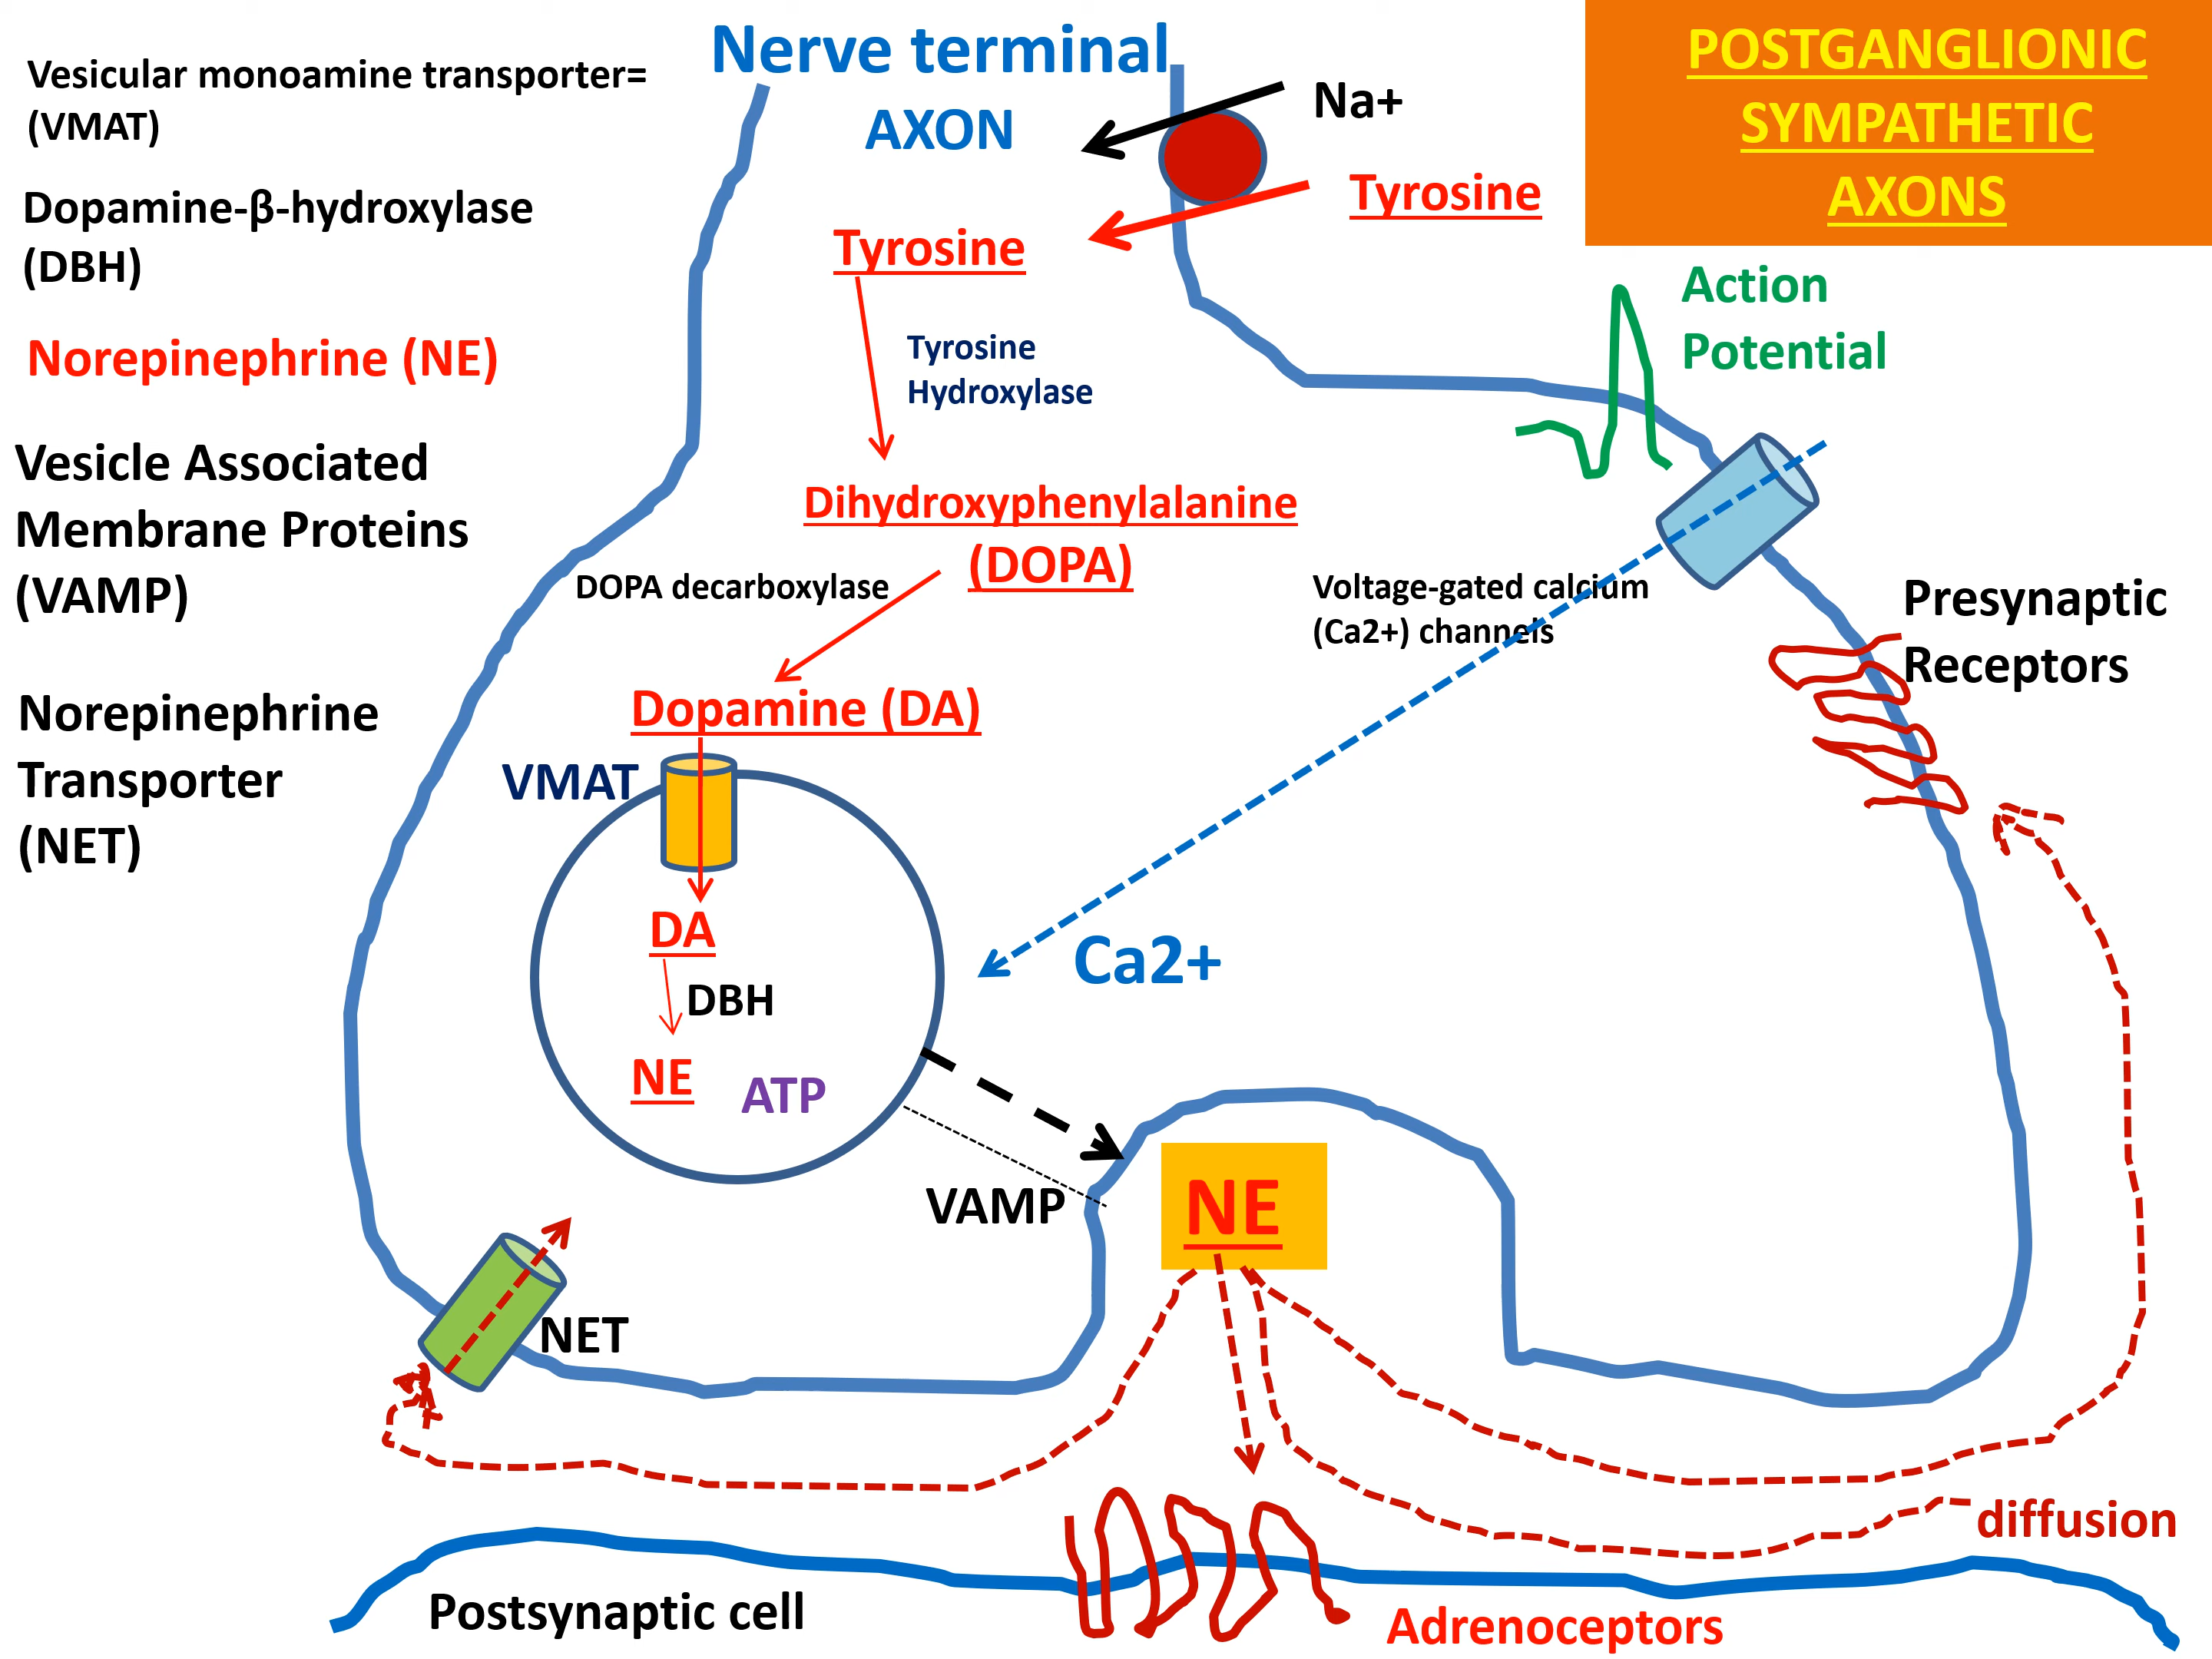 Nerve terminal
AXON
POSTGANGLIONIC
SYMPATHETIC
AXONS
Vesicular monoamine transporter=
(VMAT)
Dopamine-β-hydroxylase
(DBH)
Norepinephrine (NE)
Vesicle Associated
Membrane Proteins
(VAMP)
Norepinephrine
Transporter
(NET)
Na+
Tyrosine
Tyrosine
Tyrosine
Hydroxylase
Dihydroxyphenylalanine
(DOPA)
DOPA decarboxylase
Dopamine (DA)
VMAT
DA
DBH
NE
ATP
Action
Potential
Voltage-gated calcium
(Ca2+) channels
Presynaptic
Receptors
Ca2+
VAMP
NE
NET
diffusion
Postsynaptic cell
Adrenoceptors